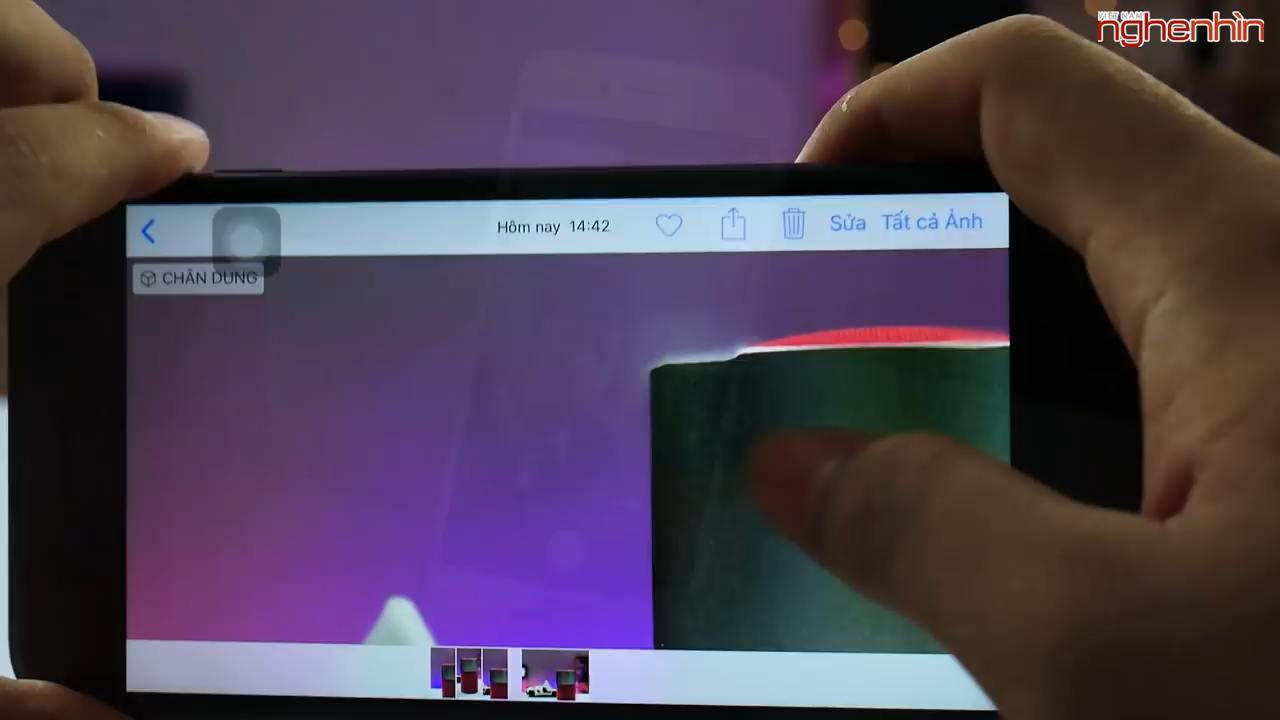 VIỆT NAM
nghenhìn
Hôm nay 14:42
Sửa
Tất cả Ảnh
CHÂN DUNG